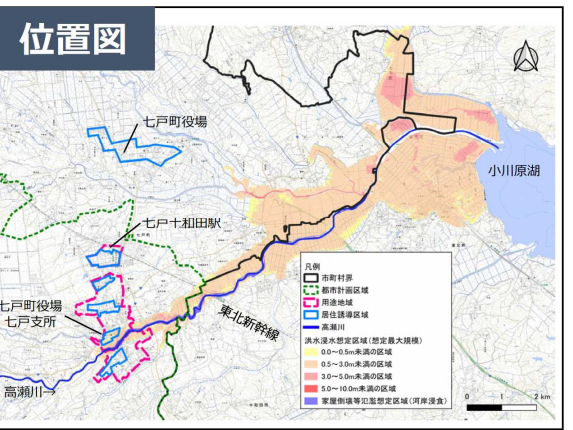 位置図
七戸町役場
小川原湖
七戸十和田駅
七戸町役場
七戸支所
東北新幹線
高瀬川→
凡例
市町村界
都市計画区域
用途地域
居住誘導区域
高瀬川
洪水浸水想定区域(想定最大規模)
0.0~0.5m未満の区域
0.5~3.0m未満の区域
3.0~5.0m未満の区域
5.0~10.0m未満の区域
家屋倒壊等氾濫想定区域(河岸浸食)
0 1 2 km